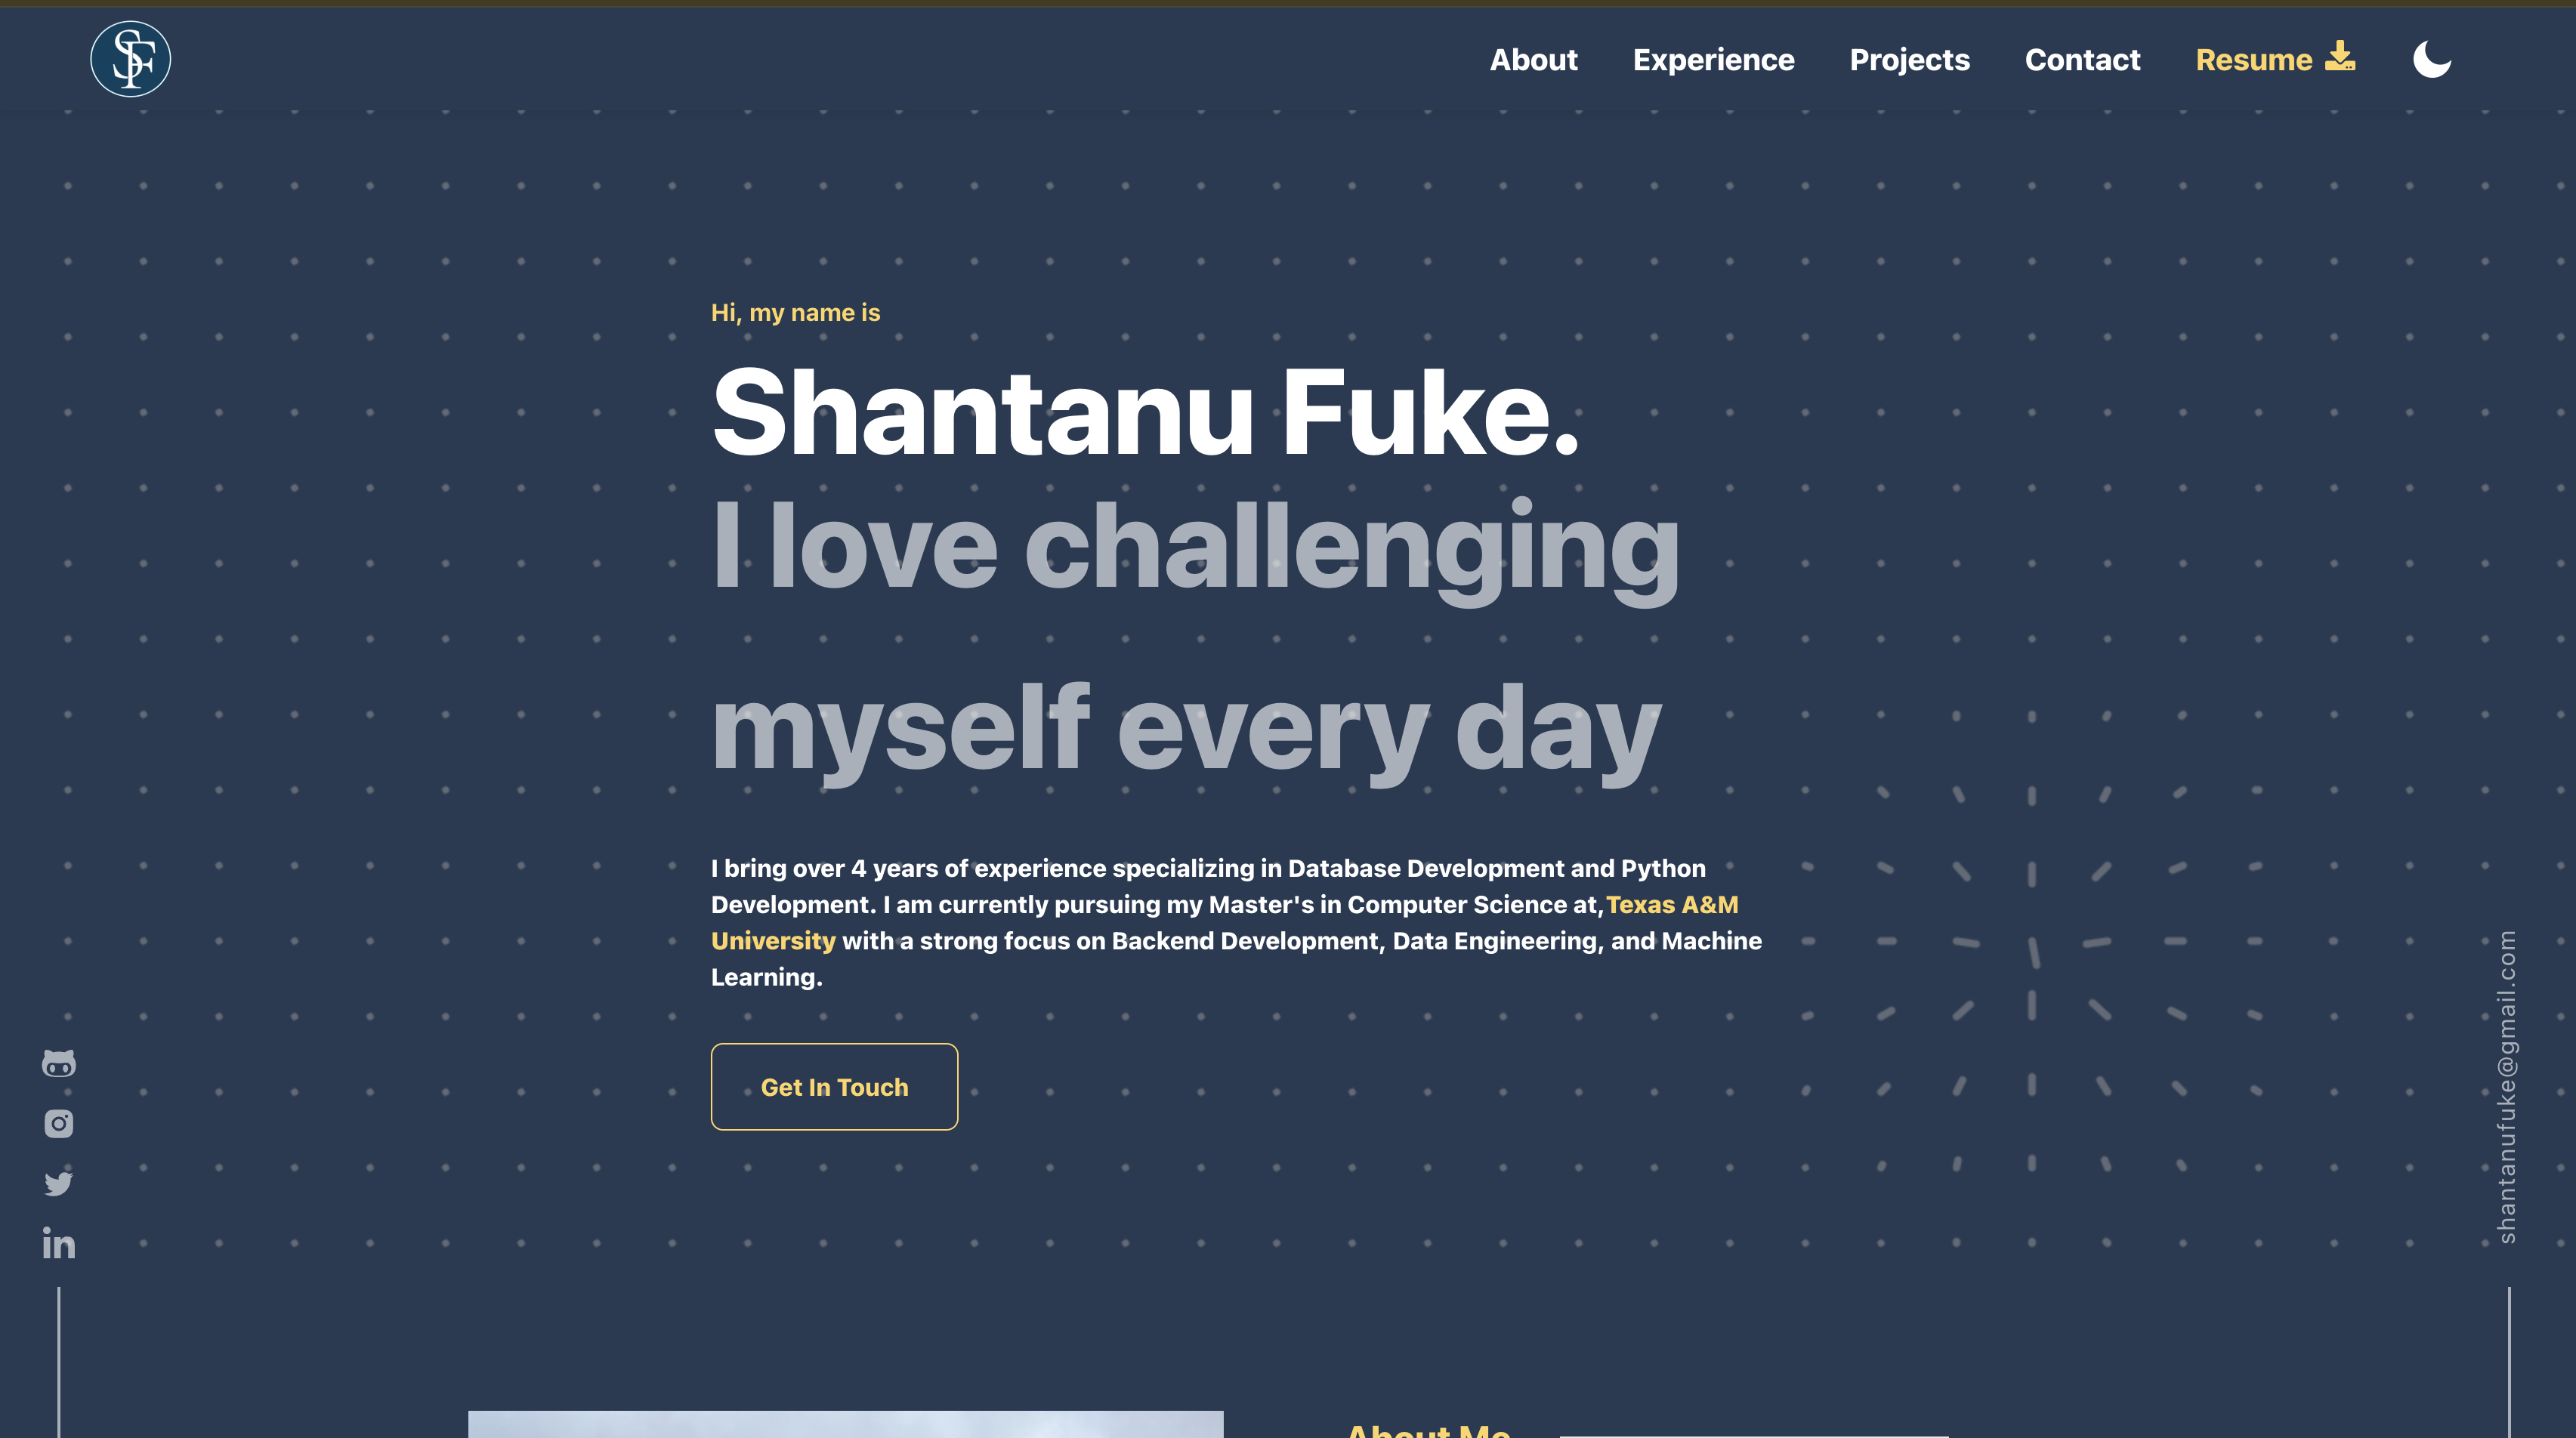 SF
About Experience Projects Contact Resume
Hi, my name is
Shantanu Fuke.
I love challenging
myself every day
I bring over 4 years of experience specializing in Database Development and Python
Development. I am currently pursuing my Master's in Computer Science at,Texas A&M
University with a strong focus on Backend Development, Data Engineering, and Machine
Learning.
Get In Touch
in
shantanufuke@gmail.com
About Me